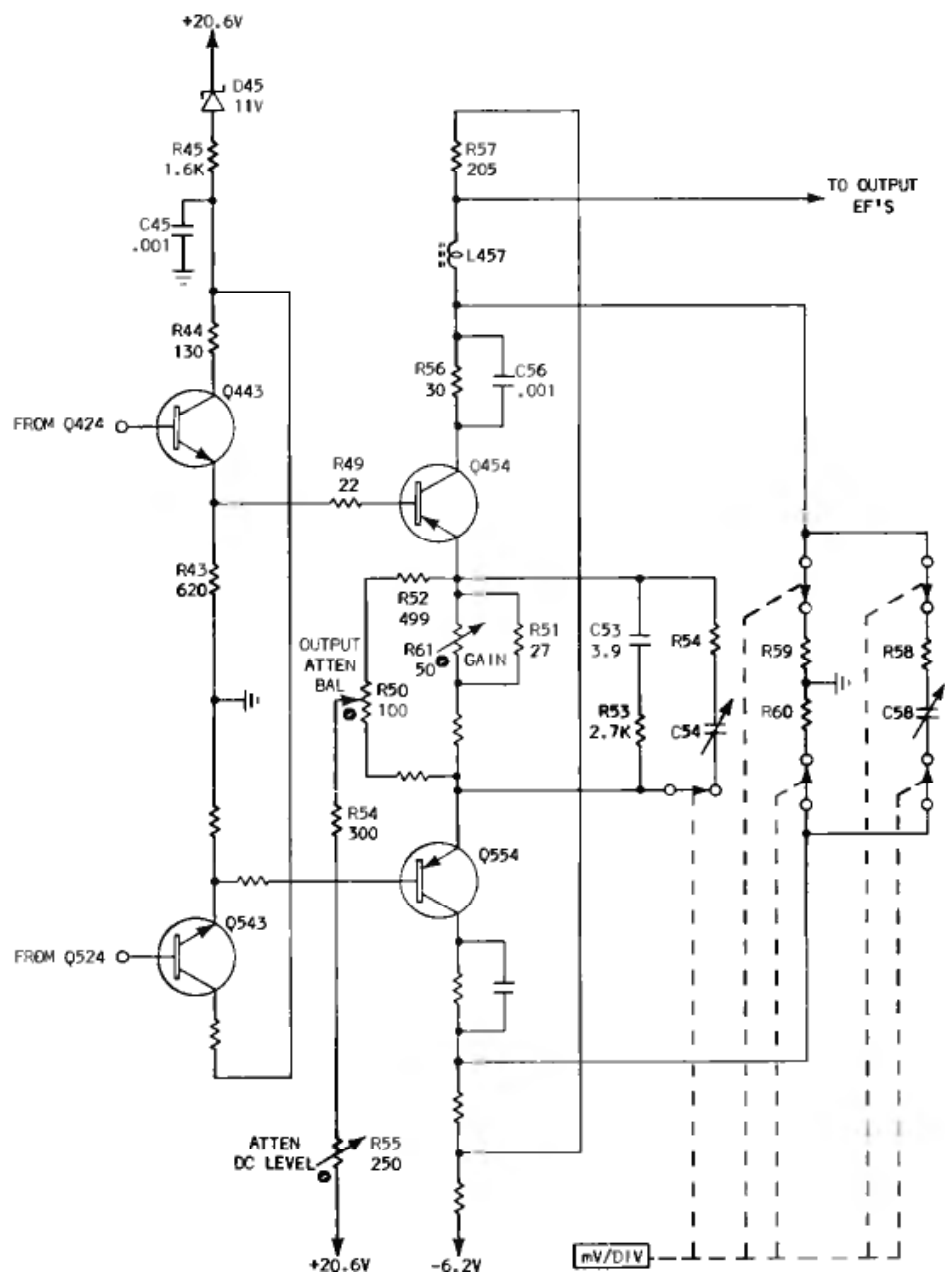 +20.6V
D45
11V
R45
1.6K
C45
.001
R44
130
Q443
FROM Q424
R57
205
TO OUTPUT
EF'S
L457
R56
30
C56
.001
Q454
R49
22
R43
620
R52
499
OUTPUT
ATTEN
BAL
R50
100
R61
50
GAIN
R51
27
C53
3.9
R53
2.7K
R54
C54
R59
R60
R58
C58
R54
300
Q554
Q543
FROM Q524
ATTEN
DC LEVEL
R55
250
+20.6V
-6.2V
mV/DIV